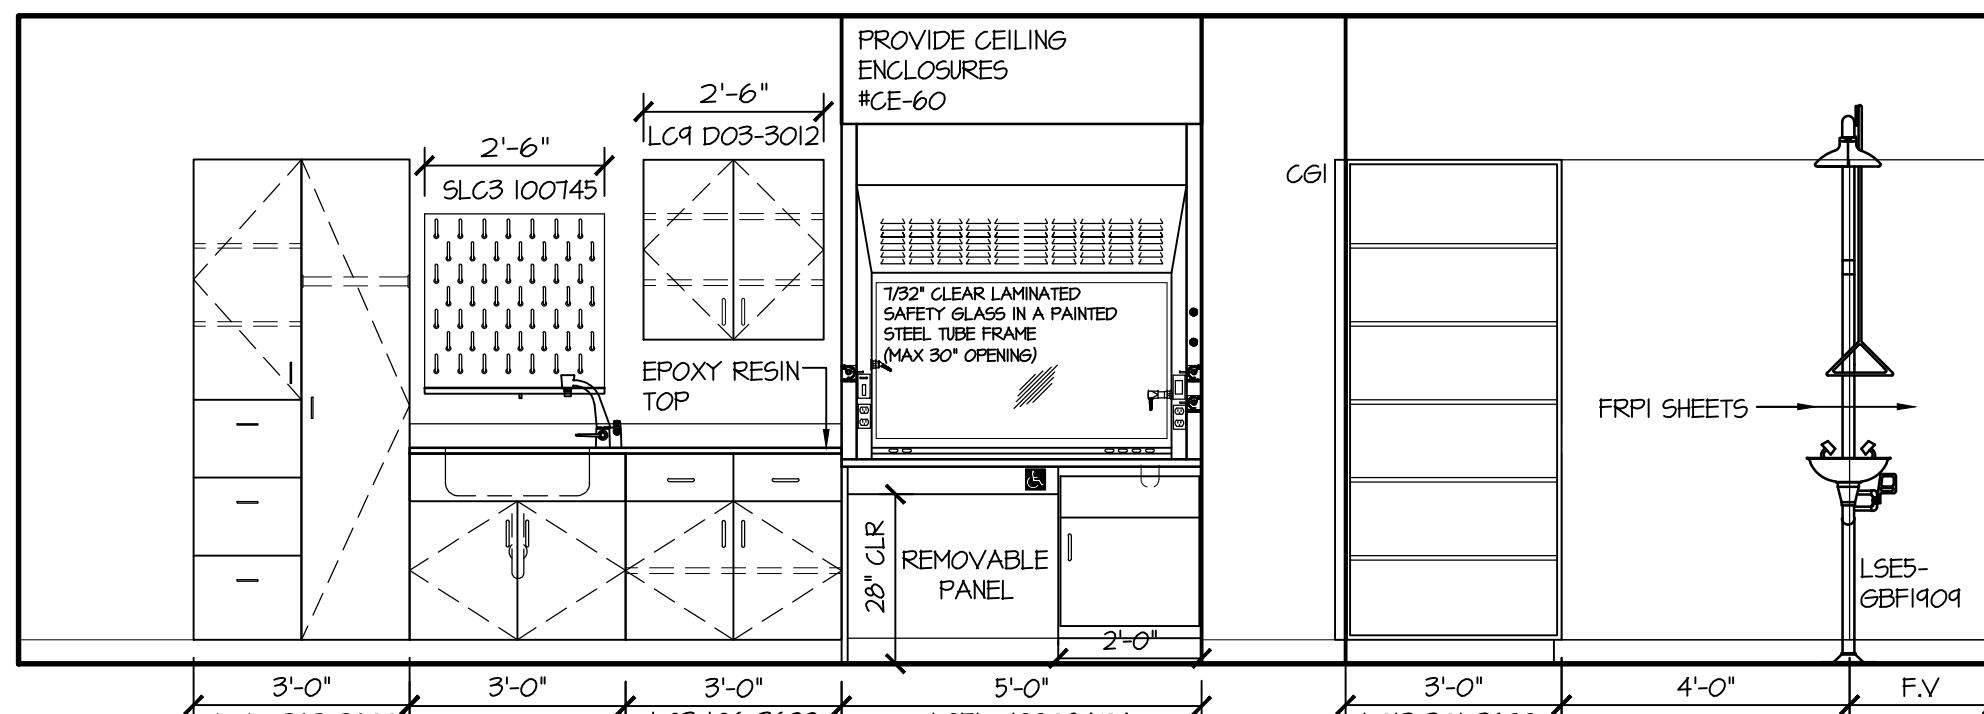 PROVIDE CEILING
ENCLOSURES
#CE-60
2'-6"
LC9 D03-3012
2'-6"
SLC3 100745
CG1
7/32" CLEAR LAMINATED
SAFETY GLASS IN A PAINTED
STEEL TUBE FRAME
(MAX 30" OPENING)
EPOXY RESIN
TOP
FRP1 SHEETS
28" CLR
REMOVABLE
PANEL
LSE5-
GBF1909
2'-0"
3'-0"
3'-0"
3'-0"
5'-0"
3'-0"
4'-0"
F.V